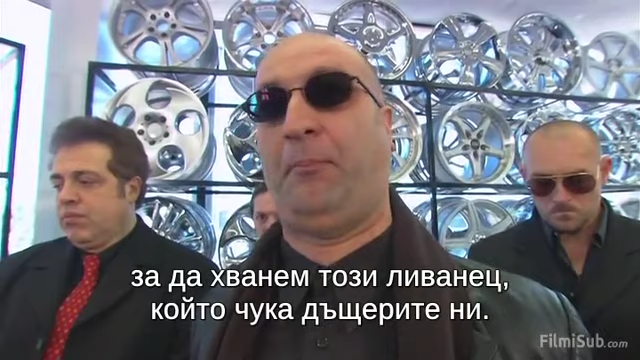 за да хванем този ливанец,
който чука дъщерите ни.
FilmiSub.com